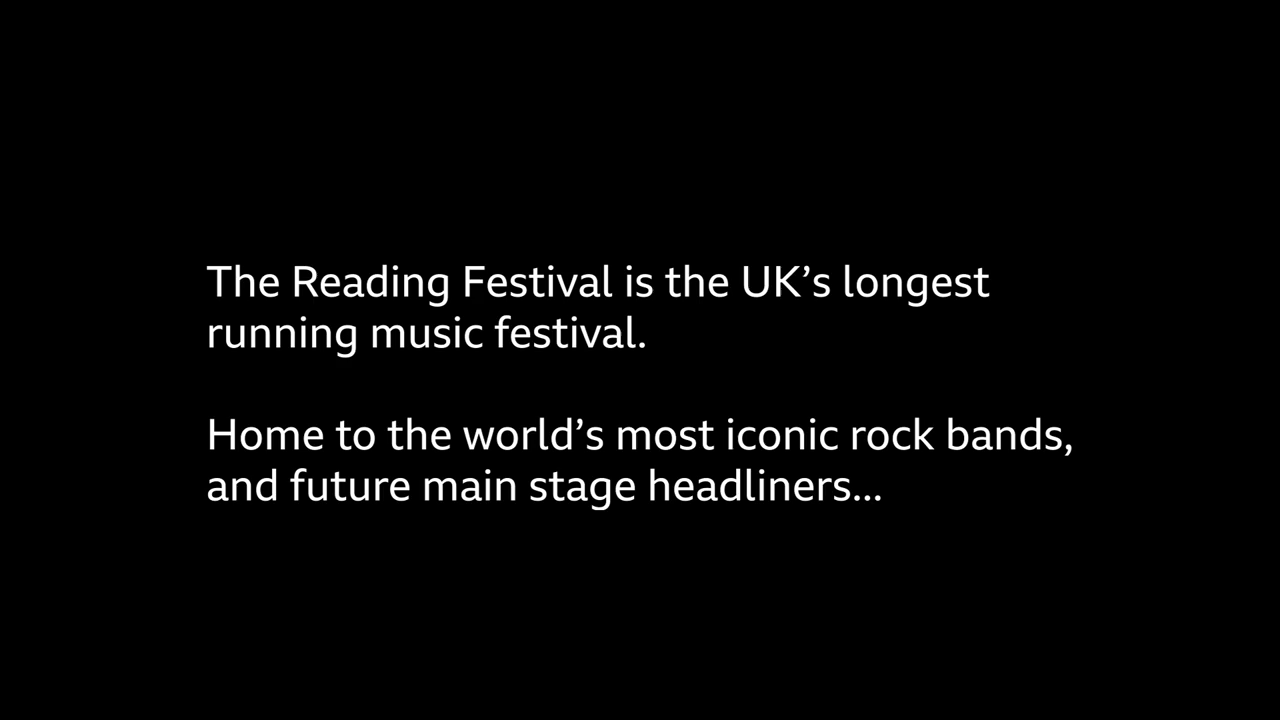 The Reading Festival is the UK’s longest
running music festival.
Home to the world’s most iconic rock bands,
and future main stage headliners...